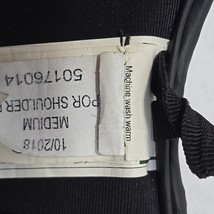 10/2018
MEDIUM
POR SHOULDER
50176014
Machine wash warm